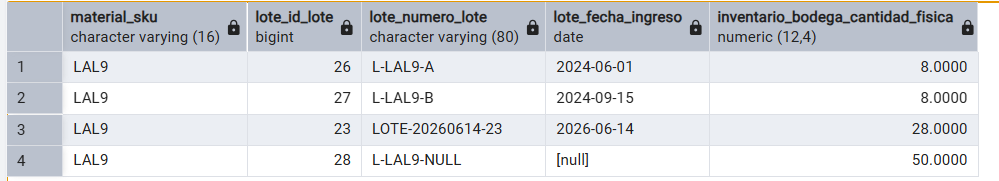 material_sku lote_id_lote lote_numero_lote lote_fecha_ingreso inventario_bodega_cantidad_fisica
character varying (16) bigint character varying (80) date numeric (12,4)
1 LAL9 26 L-LAL9-A 2024-06-01 8.0000
2 LAL9 27 L-LAL9-B 2024-09-15 8.0000
3 LAL9 23 LOTE-20260614-23 2026-06-14 28.0000
4 LAL9 28 L-LAL9-NULL [null] 50.0000